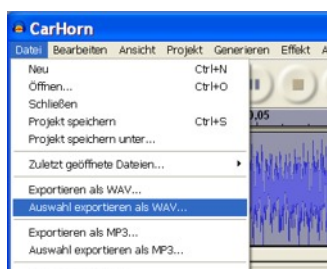 CarHorn
Datei Bearbeiten Ansicht Projekt Generieren Effekt A
Neu Ctrl+N
Öffnen... Ctrl+O
Schließen
Projekt speichern Ctrl+S
Projekt speichern unter...
Zuletzt geöffnete Dateien...
Exportieren als WAV...
Auswahl exportieren als WAV...
Exportieren als MP3...
Auswahl exportieren als MP3...